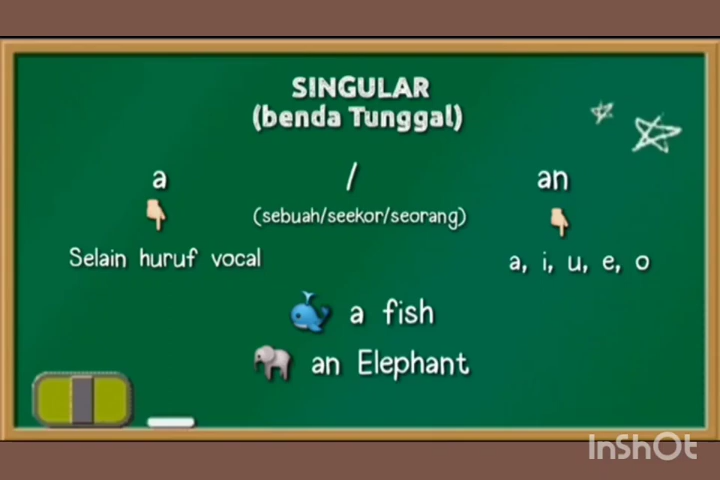 SINGULAR
(benda Tunggal)
a / an
(sebuah/seekor/seorang)
Selain huruf vocal
a, i, u, e, o
a fish
an Elephant
InShOt